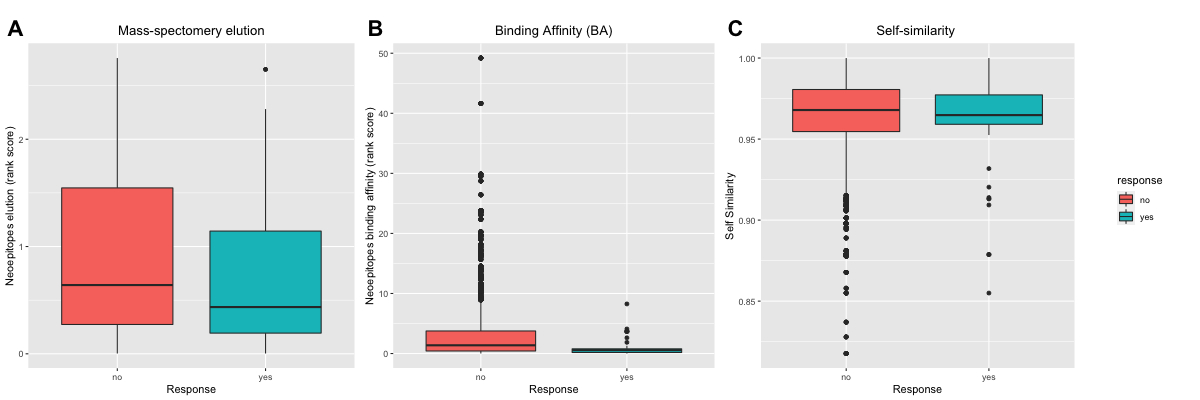 A
Mass-spectomery elution
Neoepitopes elution (rank score)
2
1
0
no
yes
Response
B
Binding Affinity (BA)
Neoepitopes binding affinity (rank score)
50
40
30
20
10
0
no
yes
Response
C
Self-similarity
Self Similarity
1.00
0.95
0.90
0.85
no
yes
Response
response
no
yes